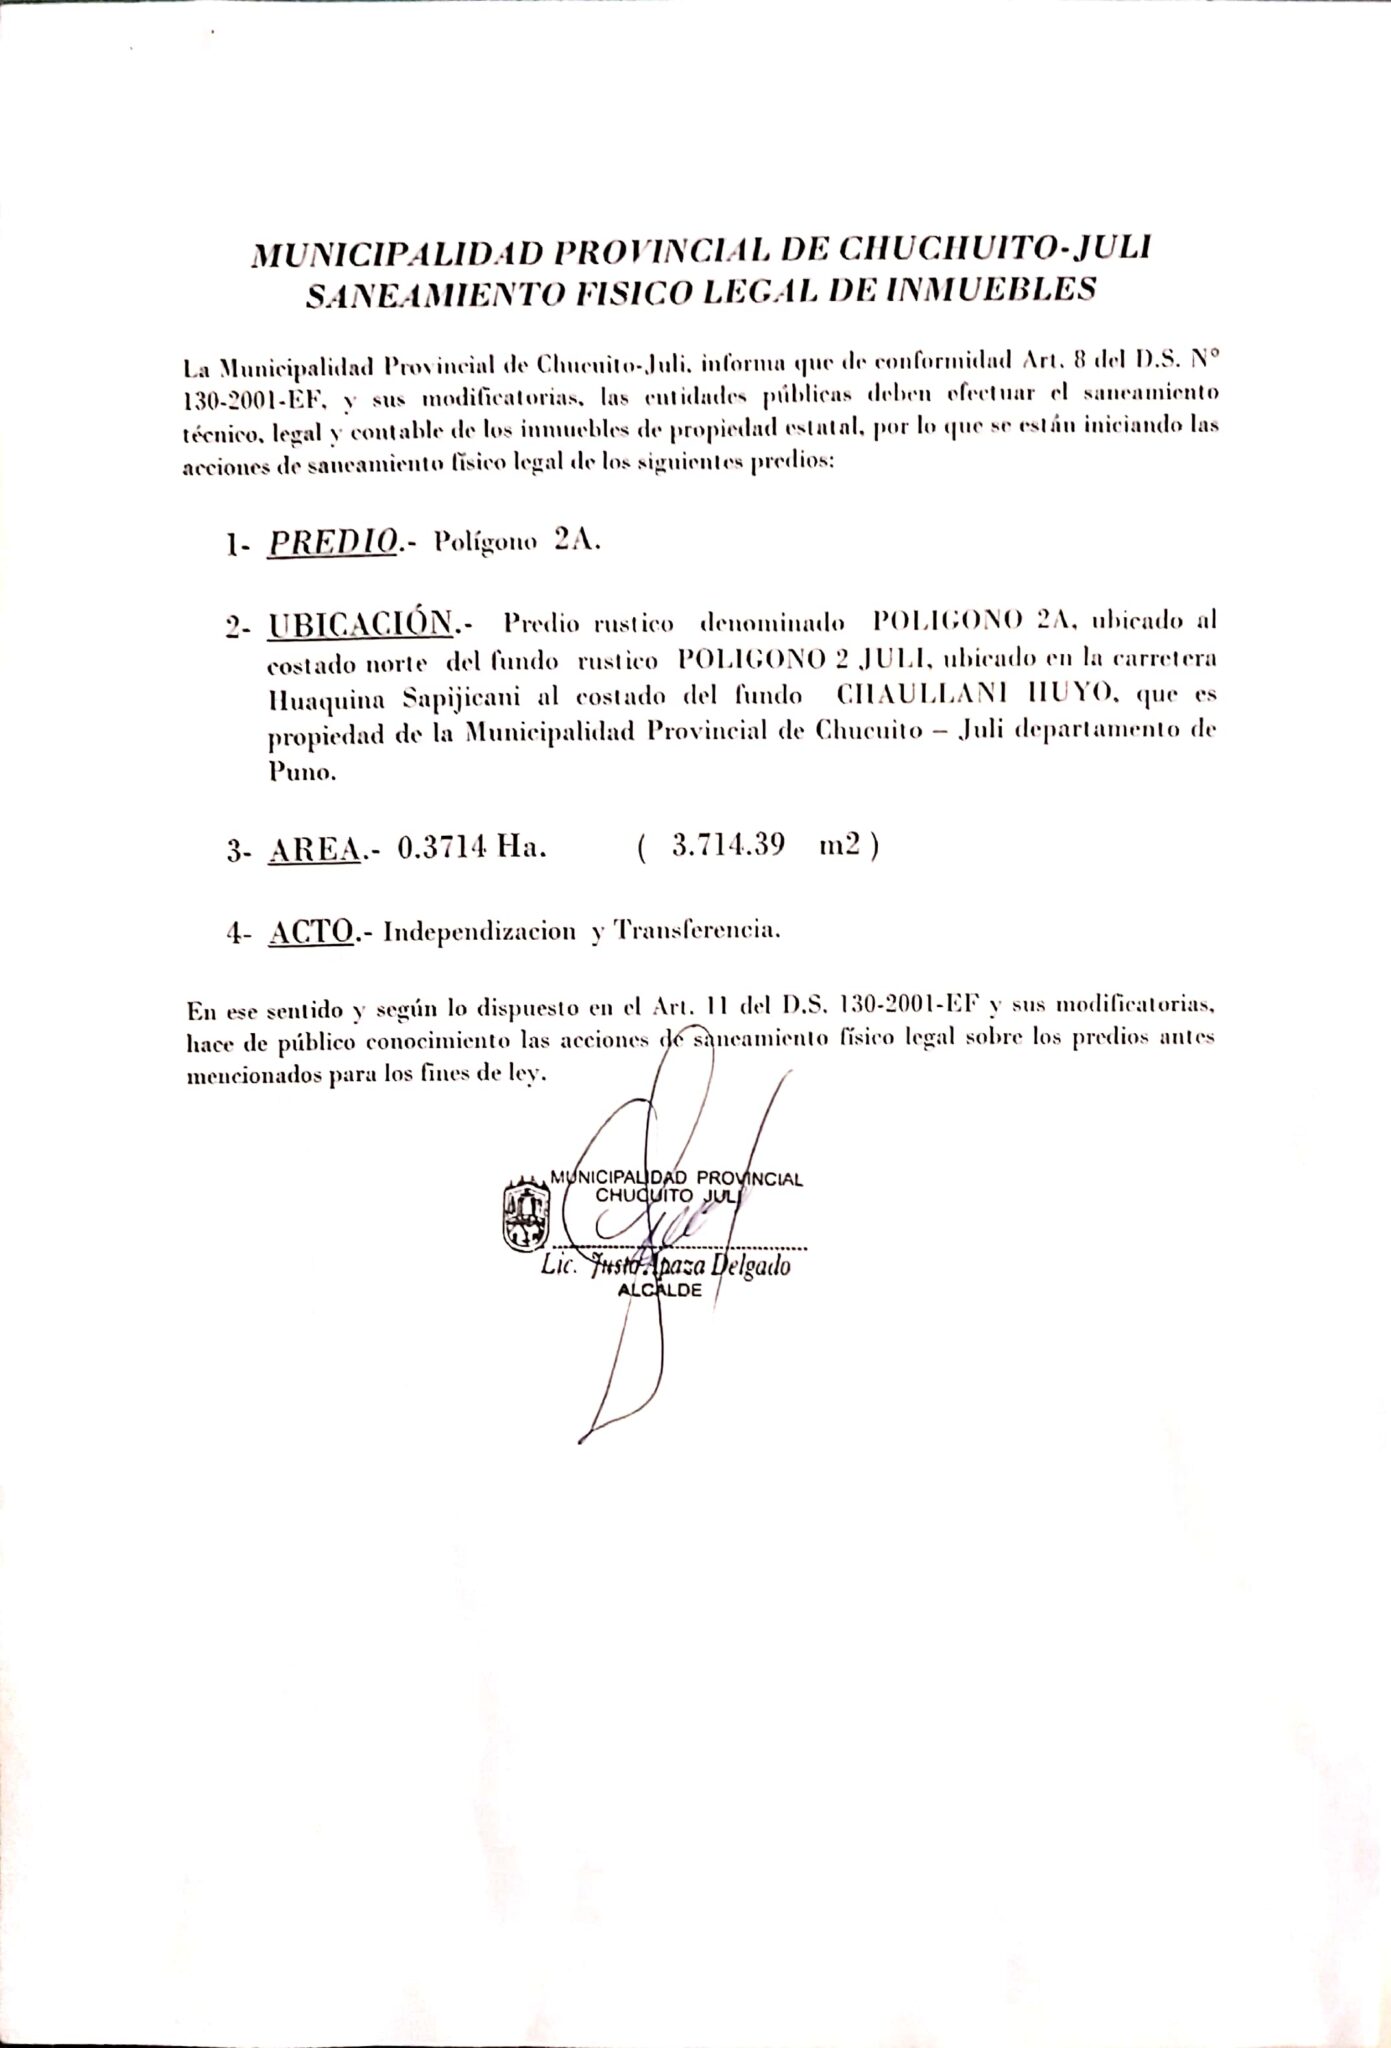 MUNICIPALIDAD PROVINCIAL DE CHUCHUITO-JULI
SANEAMIENTO FISICO LEGAL DE INMUEBLES
La Municipalidad Provincial de Chucuito-Juli, informa que de conformidad Art. 8 del D.S. N°
130-2001-EF, y sus modificatorias, las entidades públicas deben efectuar el saneamiento
técnico, legal y contable de los inmuebles de propiedad estatal, por lo que se están iniciando las
acciones de saneamiento físico legal de los siguientes predios:
1- PREDIO.- Polígono 2A.
2- UBICACIÓN.- Predio rustico denominado POLIGONO 2A, ubicado al
costado norte del fundo rustico POLIGONO 2 JULI, ubicado en la carretera
Huaquina Sapijicani al costado del fundo CHAULLANI HUYO, que es
propiedad de la Municipalidad Provincial de Chucuito – Juli departamento de
Puno.
3- AREA.- 0.3714 Ha. ( 3.714.39 m2 )
4- ACTO.- Independizacion y Transferencia.
En ese sentido y según lo dispuesto en el Art. 11 del D.S. 130-2001-EF y sus modificatorias,
hace de público conocimiento las acciones de saneamiento físico legal sobre los predios antes
mencionados para los fines de ley.
MUNICIPALIDAD PROVINCIAL
CHUCUITO JULI
Lic. Justo Apaza Delgado
ALCALDE